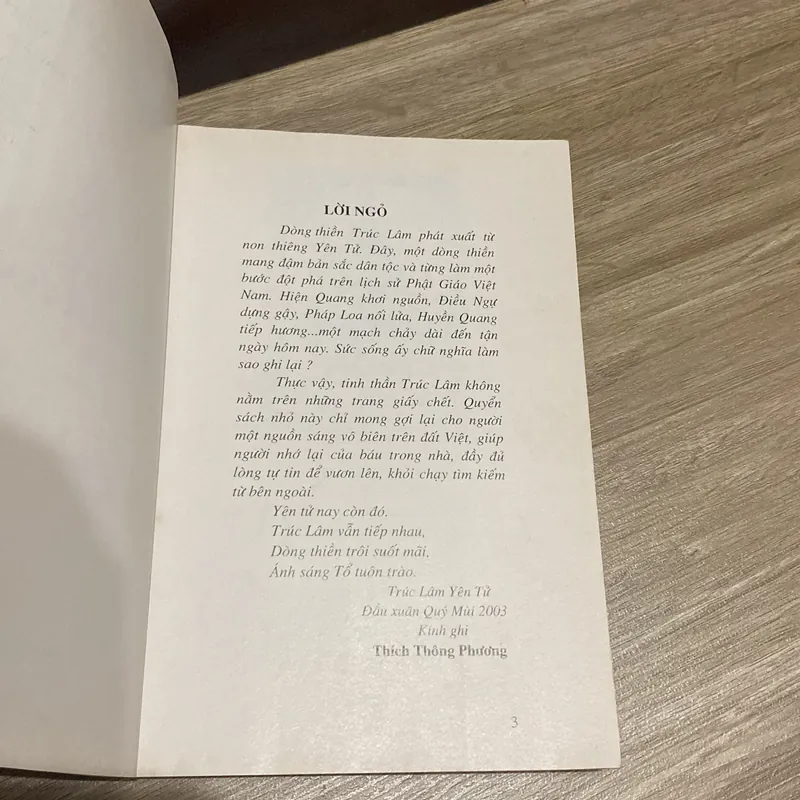 LỜI NGỎ
Dòng thiền Trúc Lâm phát xuất từ
non thiêng Yên Tử. Đây, một dòng thiền
mang đậm bản sắc dân tộc và từng làm một
bước đột phá trên lịch sử Phật Giáo Việt
Nam. Hiện Quang khơi nguồn, Điều Ngự
dựng gậy, Pháp Loa nối lửa, Huyền Quang
tiếp hương...một mạch chảy dài đến tận
ngày hôm nay. Sức sống ấy chữ nghĩa làm
sao ghi lại ?
Thực vậy, tinh thần Trúc Lâm không
nằm trên những trang giấy chết. Quyển
sách nhỏ này chỉ mong gợi lại cho người
một nguồn sáng vô biên trên đất Việt, giúp
người nhớ lại của báu trong nhà, đầy đủ
lòng tự tin để vươn lên, khỏi chạy tìm kiếm
từ bên ngoài.
Yên tử nay còn đó.
Trúc Lâm vẫn tiếp nhau,
Dòng thiền trôi suốt mãi,
Ánh sáng Tổ tuôn trào.
Trúc Lâm Yên Tử
Đầu xuân Quý Mùi 2003
Kính ghi
Thích Thông Phương
3